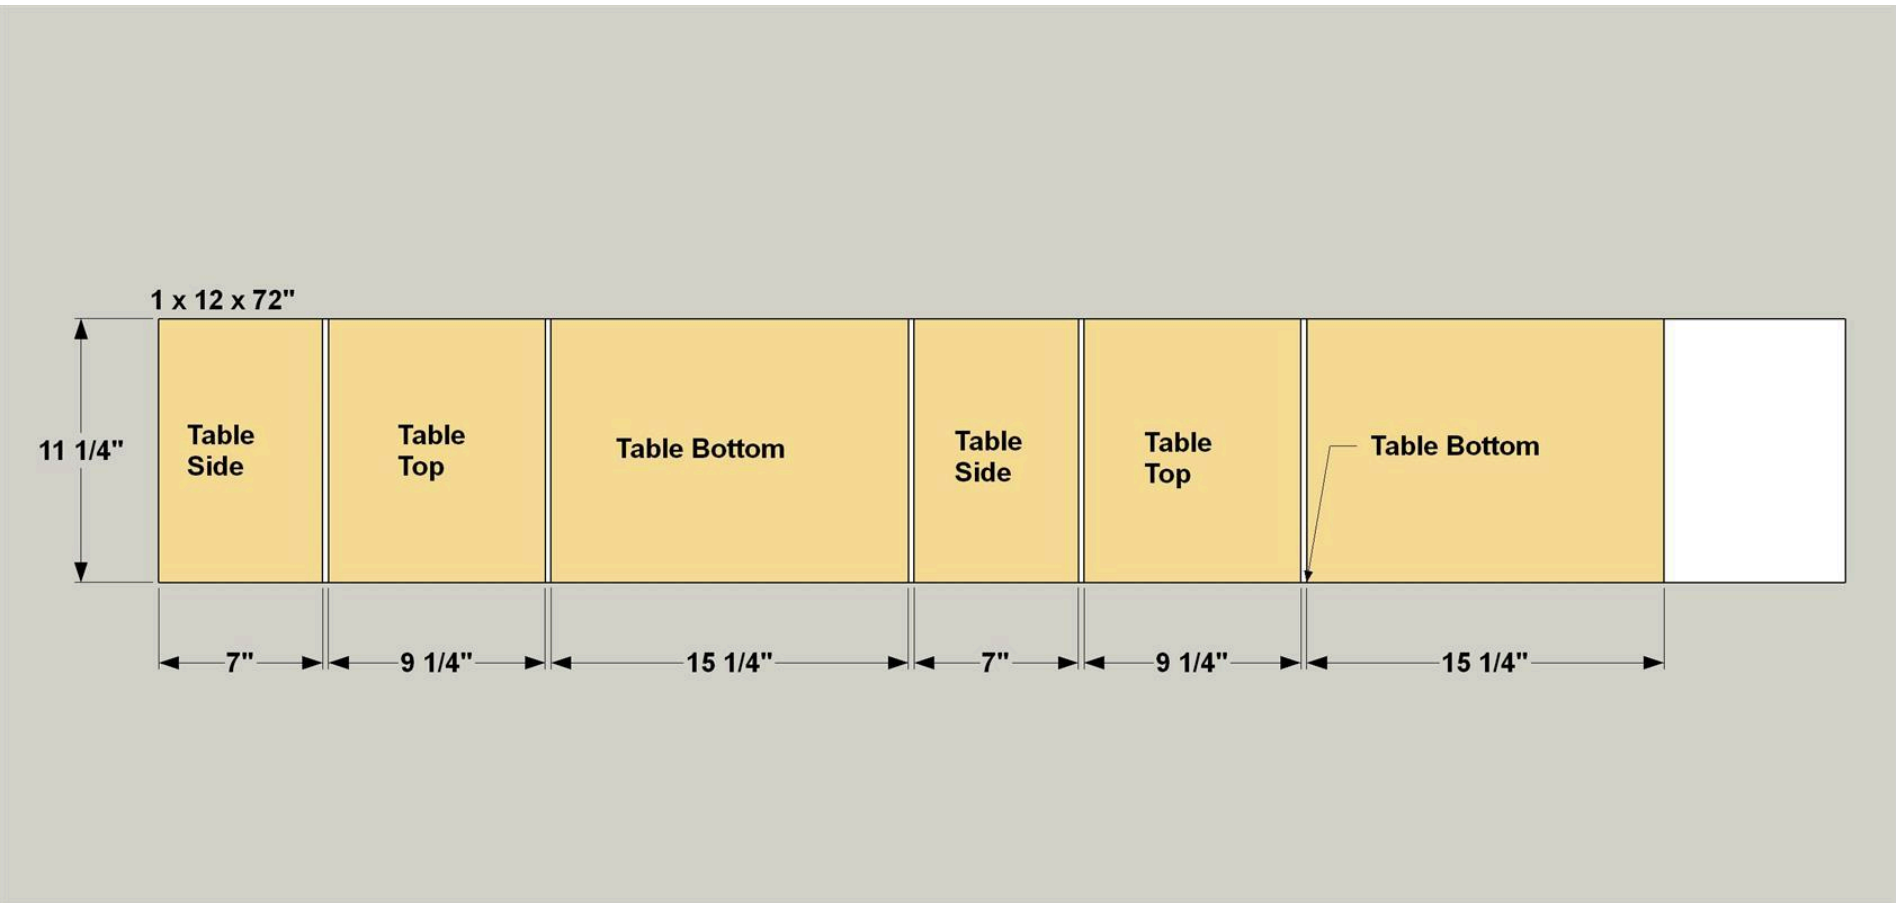 1 x 12 x 72"
11 1/4"
Table
Side
Table
Top
Table Bottom
Table
Side
Table
Top
Table Bottom
7"
9 1/4"
15 1/4"
7"
9 1/4"
15 1/4"